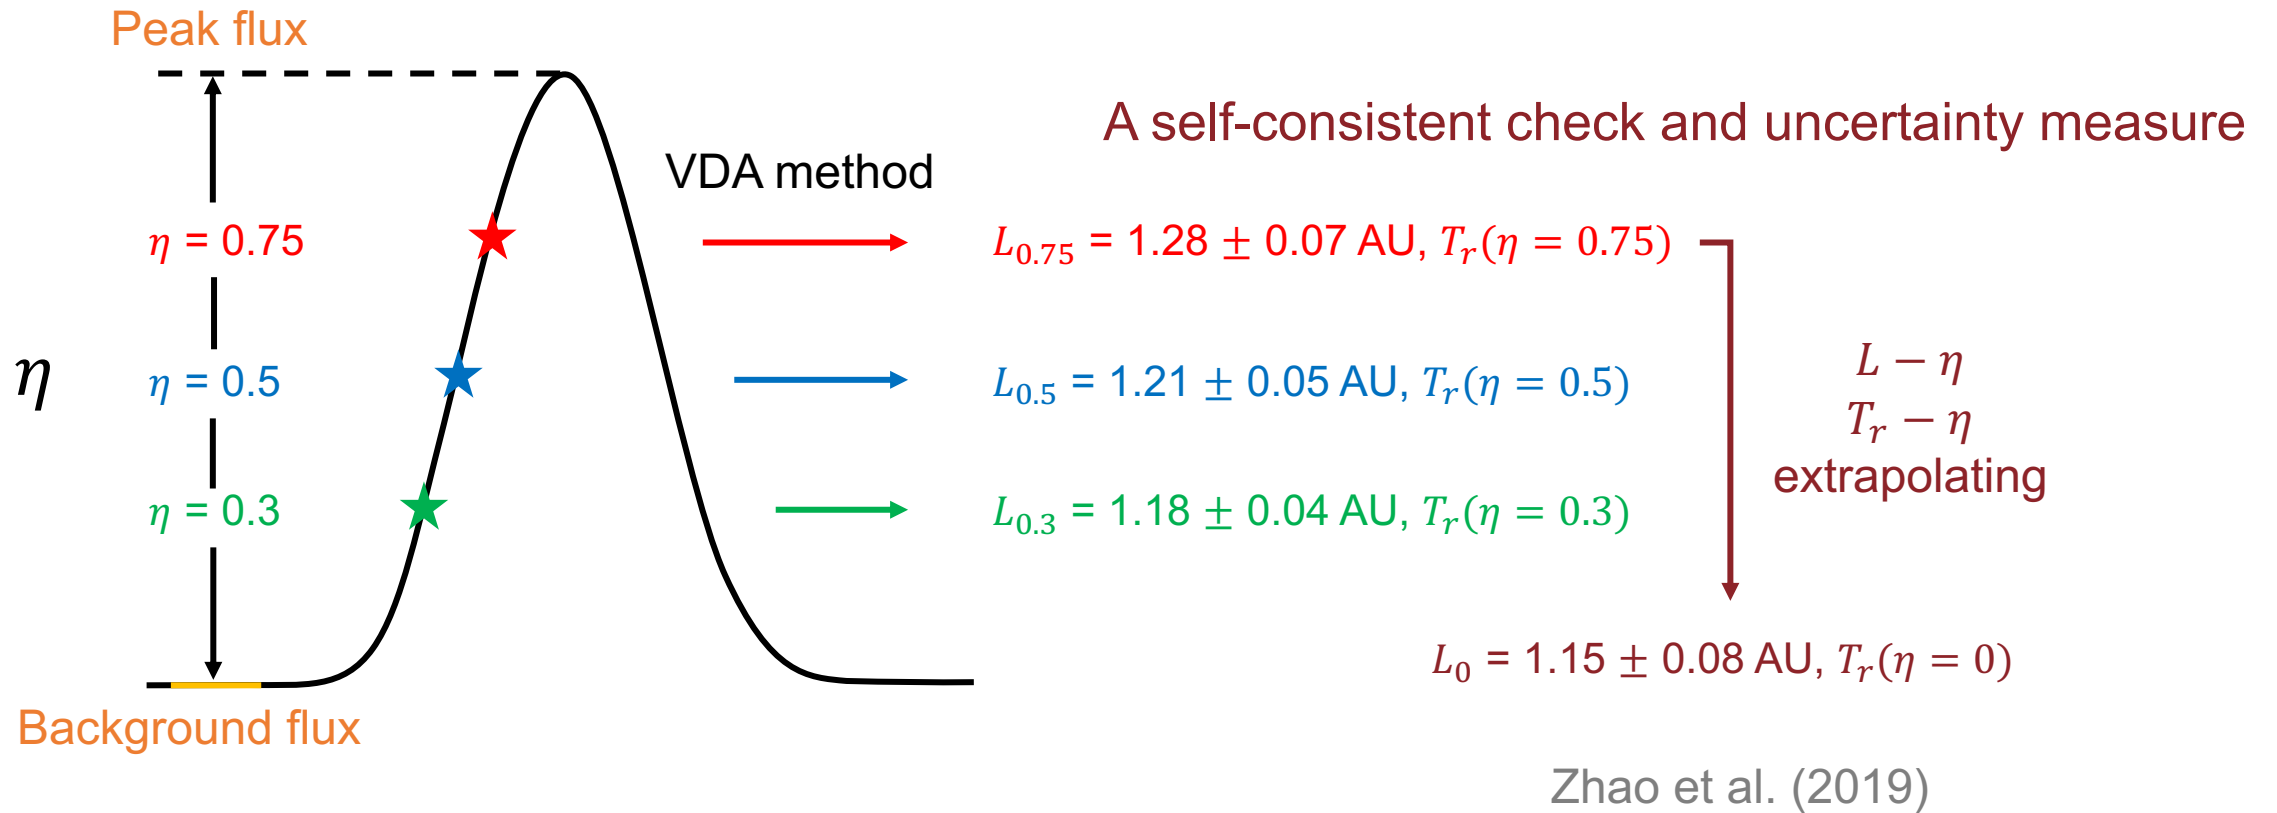 Peak flux
A self-consistent check and uncertainty measure
VDA method
η = 0.75
L₀.₇₅ = 1.28 ± 0.07 AU, Tᵣ(η = 0.75)
η
η = 0.5
L₀.₅ = 1.21 ± 0.05 AU, Tᵣ(η = 0.5)
L − η
Tᵣ − η
extrapolating
η = 0.3
L₀.₃ = 1.18 ± 0.04 AU, Tᵣ(η = 0.3)
L₀ = 1.15 ± 0.08 AU, Tᵣ(η = 0)
Background flux
Zhao et al. (2019)